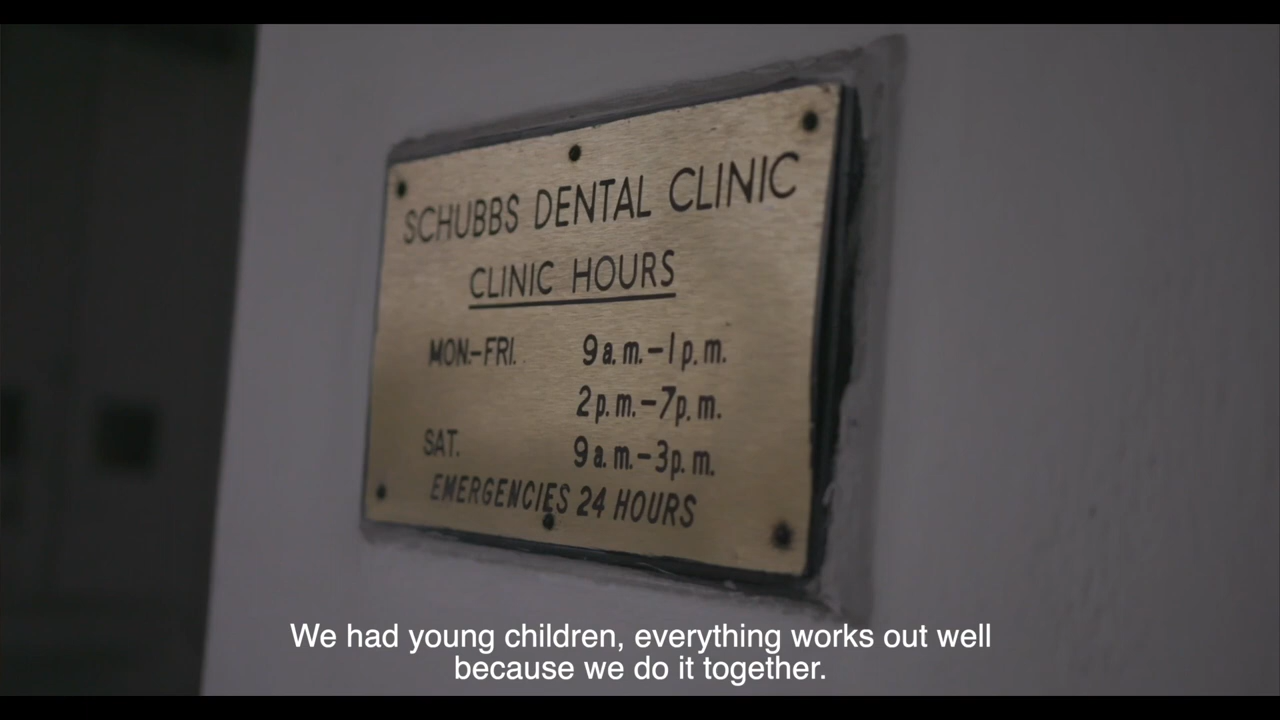 SCHUBBS DENTAL CLINIC
CLINIC HOURS
MON.-FRI. 9 a.m.-1 p.m.
2 p.m.-7 p.m.
SAT. 9 a.m.-3 p.m.
EMERGENCIES 24 HOURS
We had young children, everything works out well
because we do it together.